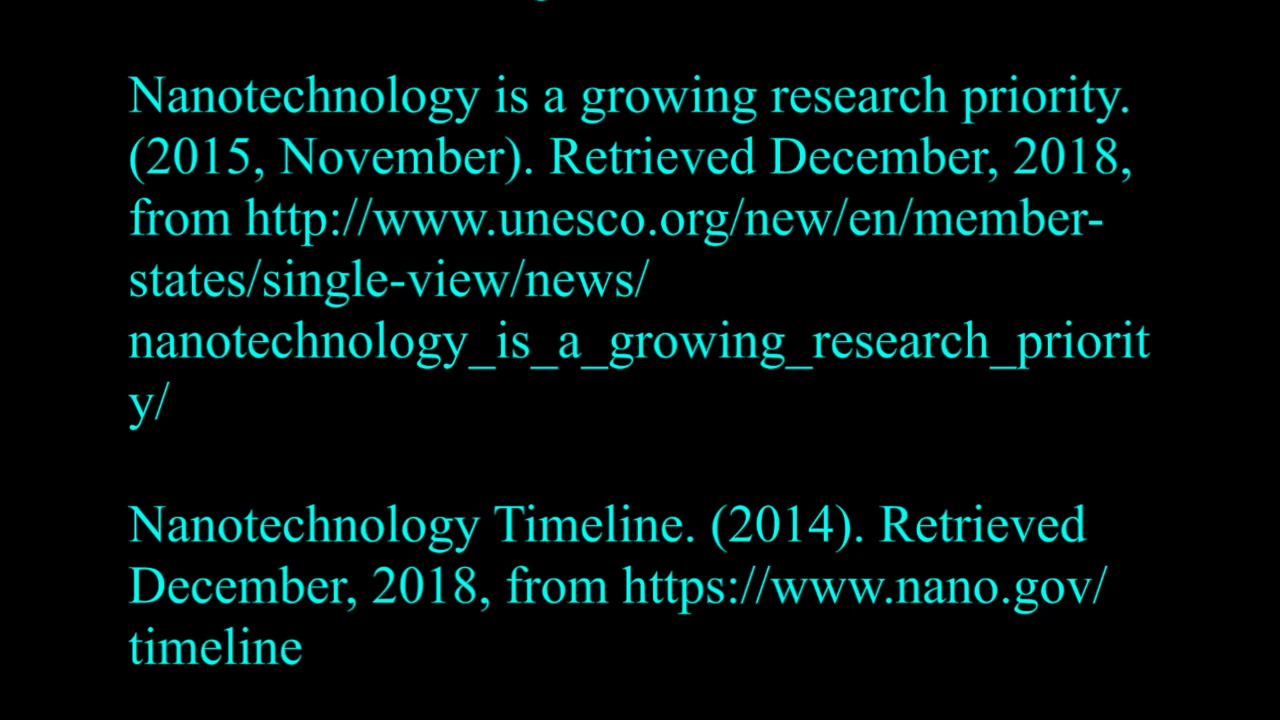 Nanotechnology is a growing research priority.
(2015, November). Retrieved December, 2018,
from http://www.unesco.org/new/en/member-
states/single-view/news/
nanotechnology_is_a_growing_research_priorit
y/
Nanotechnology Timeline. (2014). Retrieved
December, 2018, from https://www.nano.gov/
timeline